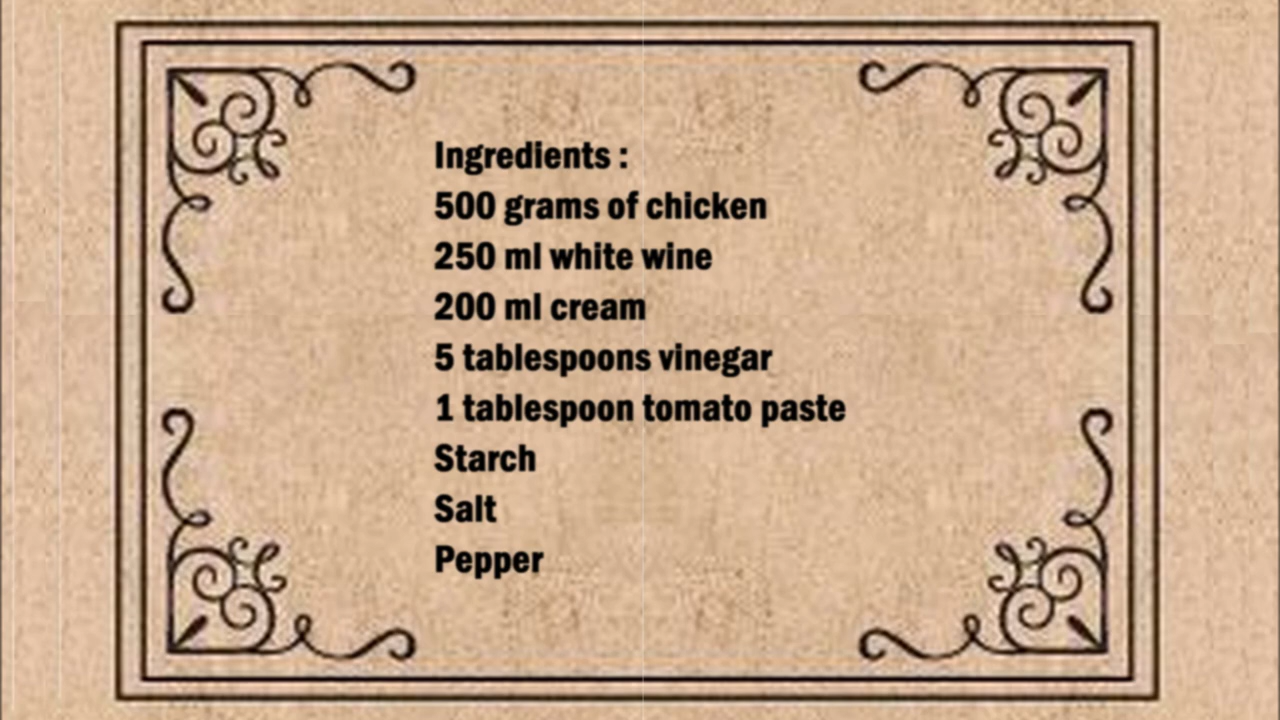 Ingredients :
500 grams of chicken
250 ml white wine
200 ml cream
5 tablespoons vinegar
1 tablespoon tomato paste
Starch
Salt
Pepper